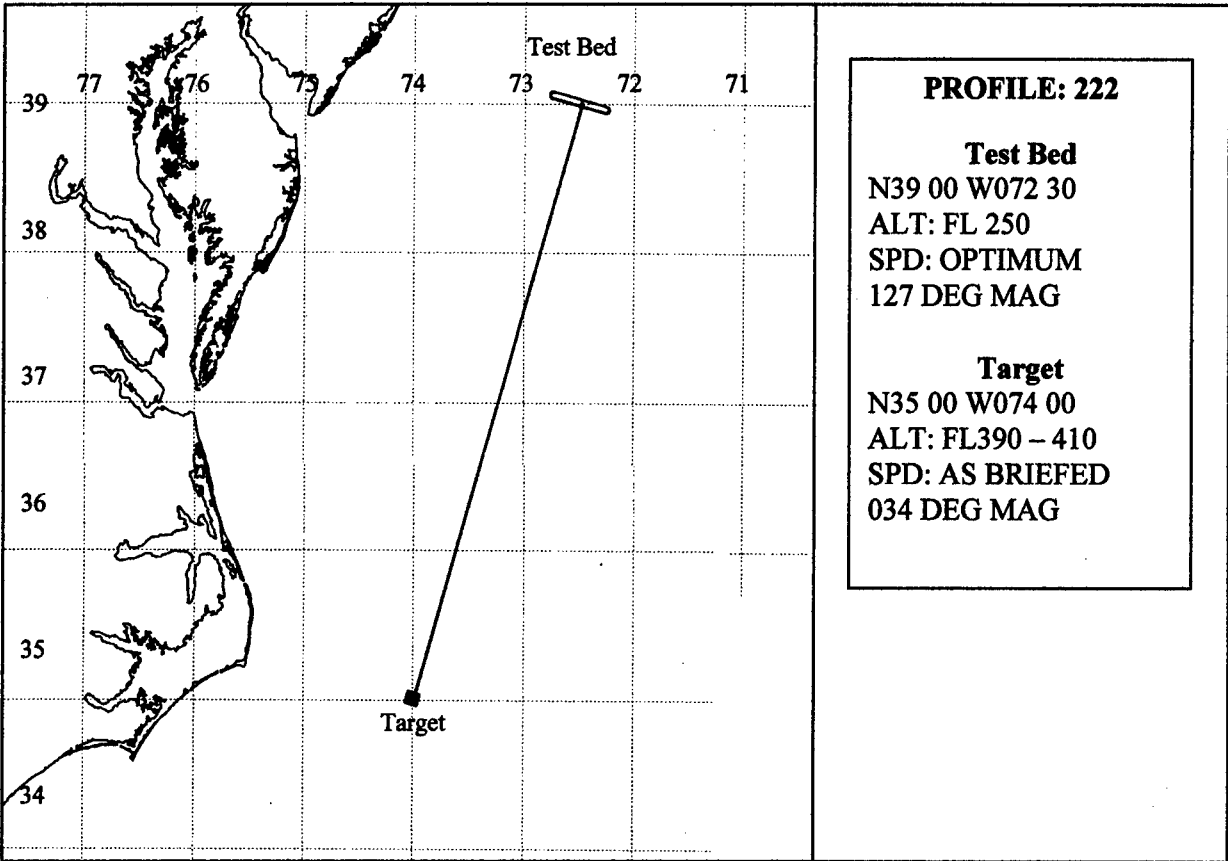 Test Bed
77 76 75 74 73 72 71
39
38
37
36
35
34
Target
PROFILE: 222
Test Bed
N39 00 W072 30
ALT: FL 250
SPD: OPTIMUM
127 DEG MAG
Target
N35 00 W074 00
ALT: FL390 – 410
SPD: AS BRIEFED
034 DEG MAG